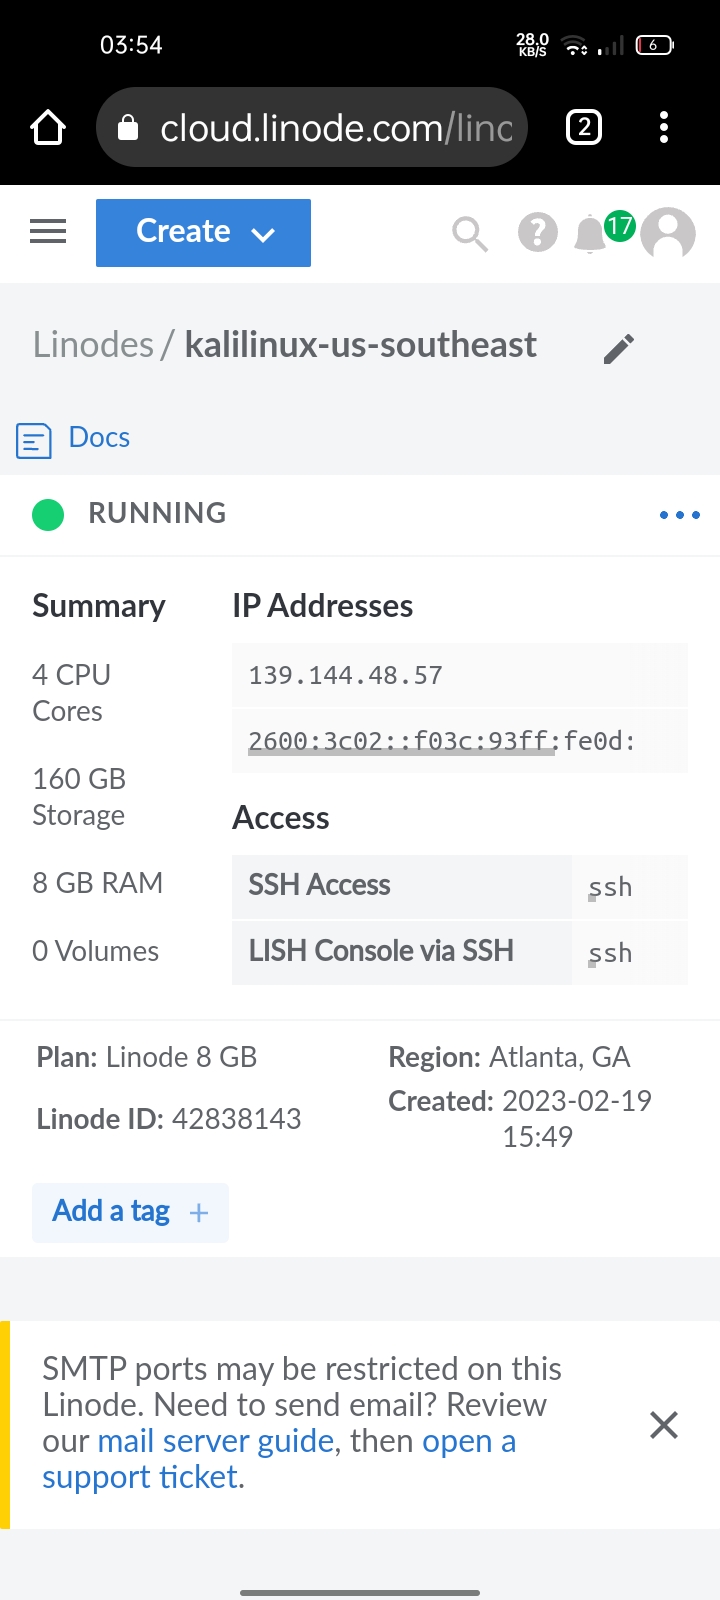 03:54
28.0
KB/S
6
cloud.linode.com/linc
2
Create
?
17
Linodes / kalilinux-us-southeast
Docs
RUNNING
Summary
4 CPU
Cores
160 GB
Storage
8 GB RAM
0 Volumes
IP Addresses
139.144.48.57
2600:3c02::f03c:93ff:fe0d:
Access
SSH Access ssh
LISH Console via SSH ssh
Plan: Linode 8 GB
Linode ID: 42838143
Region: Atlanta, GA
Created: 2023-02-19
15:49
Add a tag +
SMTP ports may be restricted on this
Linode. Need to send email? Review
our mail server guide, then open a
support ticket.